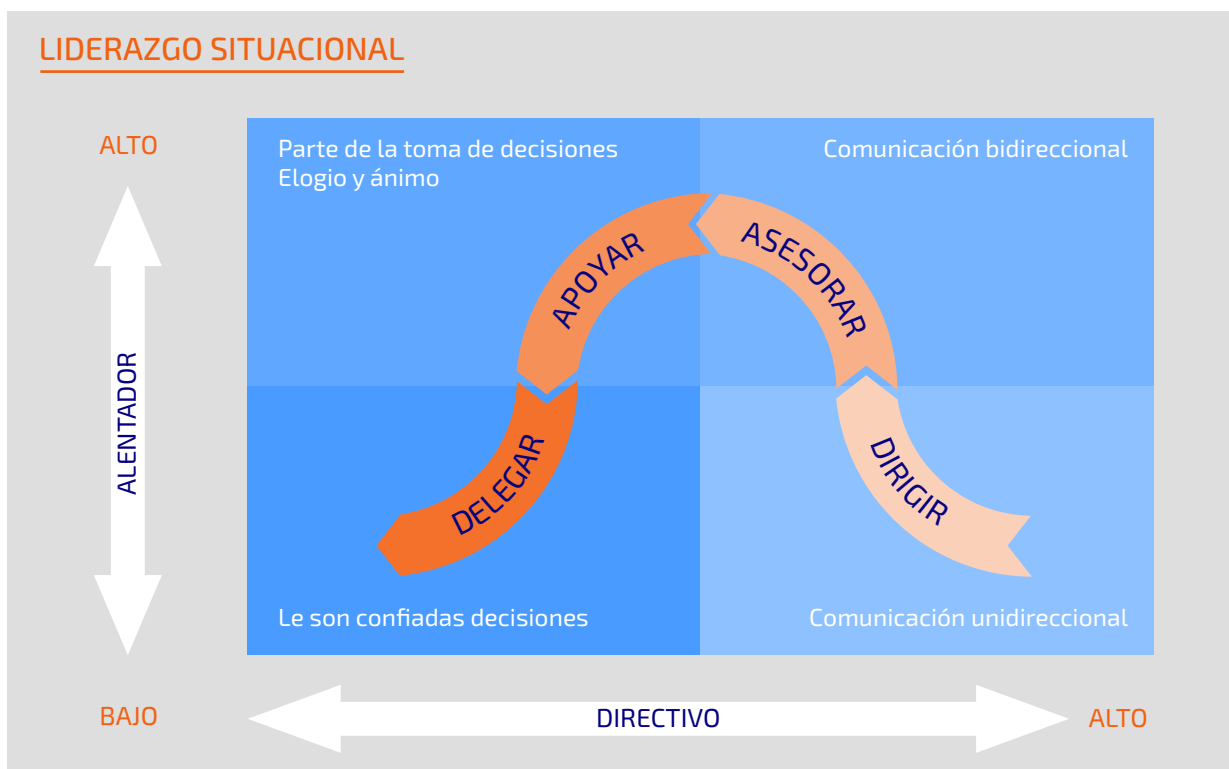 LIDERAZGO SITUACIONAL
ALTO
Parte de la toma de decisiones
Elogio y ánimo
Comunicación bidireccional
APOYAR
ASESORAR
ALENTADOR
DELEGAR
DIRIGIR
Le son confiadas decisiones
Comunicación unidireccional
BAJO
DIRECTIVO
ALTO